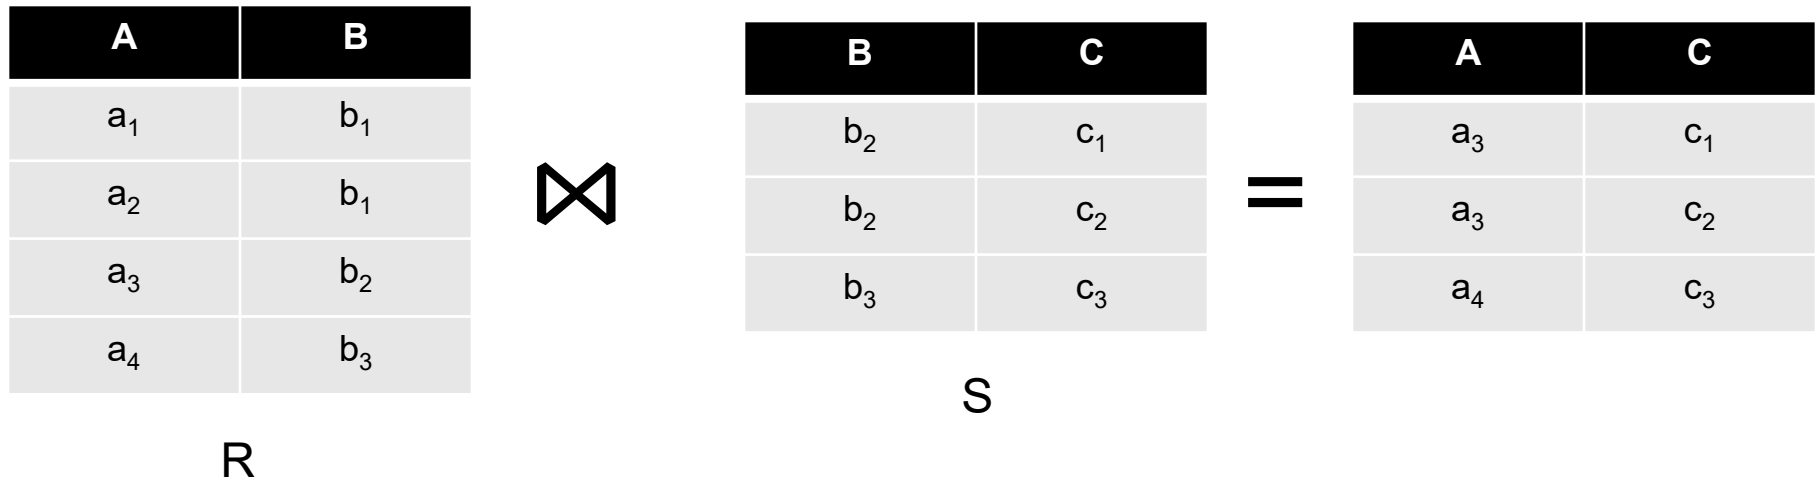 A B
a₁ b₁
a₂ b₁
a₃ b₂
a₄ b₃
R
⋈
B C
b₂ c₁
b₂ c₂
b₃ c₃
S
=
A C
a₃ c₁
a₃ c₂
a₄ c₃